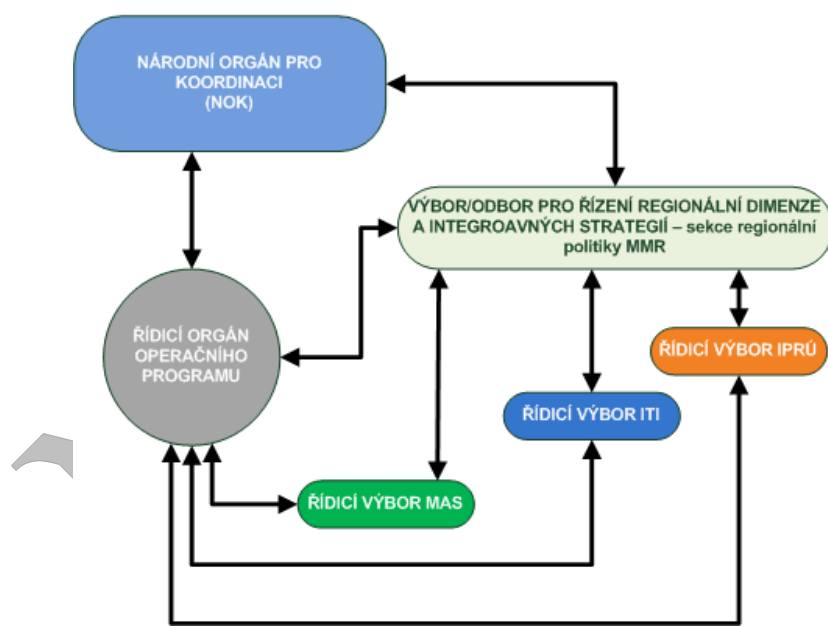 NÁRODNÍ ORGÁN PRO
KOORDINACI
(NOK)
VÝBOR/ODBOR PRO ŘÍZENÍ REGIONÁLNÍ DIMENZE
A INTEGROAVNÝCH STRATEGIÍ – sekce regionální
politiky MMR
ŘÍDICÍ ORGÁN
OPERAČNÍHO
PROGRAMU
ŘÍDICÍ VÝBOR IPRÚ
ŘÍDICÍ VÝBOR ITI
ŘÍDICÍ VÝBOR MAS